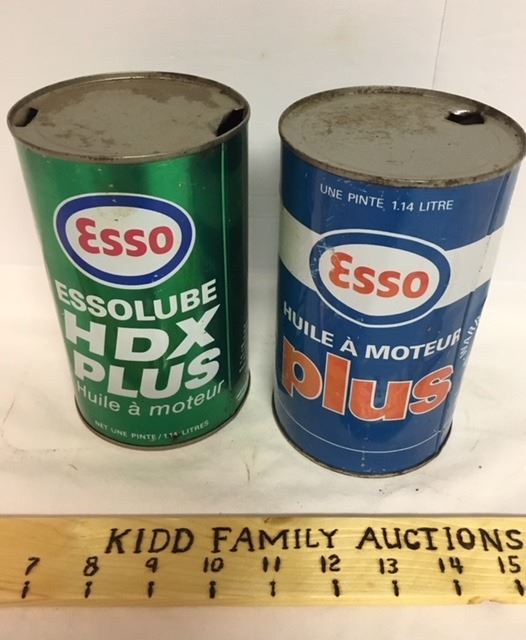 Esso
ESSOLUBE
HDX
PLUS
Huile à moteur
NET UNE PINTE/1.14 LITRES
UNE PINTE 1.14 LITRE
Esso
HUILE À MOTEUR
plus
KIDD FAMILY AUCTIONS
7 8 9 10 11 12 13 14 15